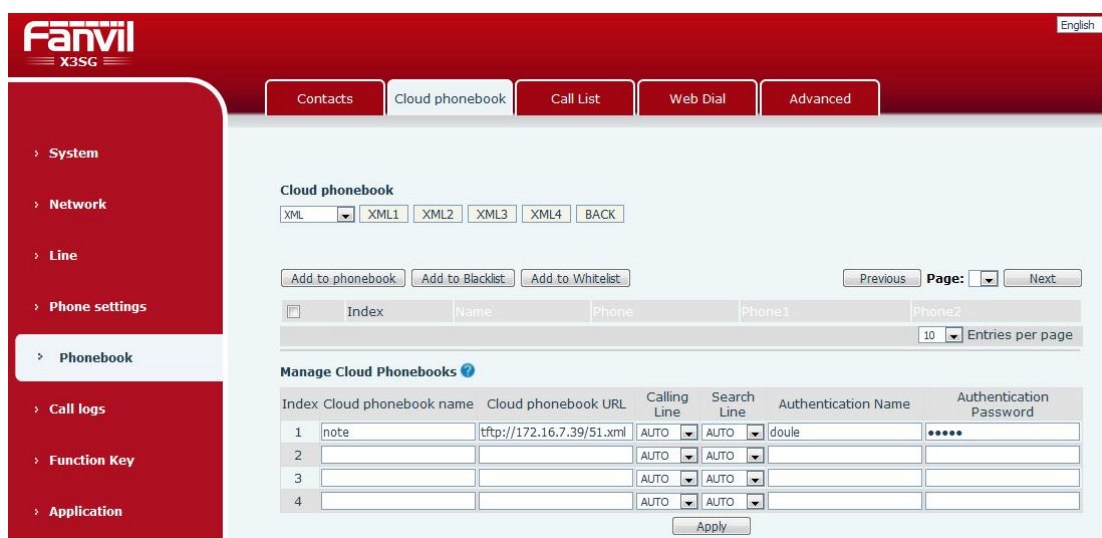 Fanvil
X3SG
English
Contacts Cloud phonebook Call List Web Dial Advanced
› System
› Network
› Line
› Phone settings
› Phonebook
› Call logs
› Function Key
› Application
Cloud phonebook
XML XML1 XML2 XML3 XML4 BACK
Add to phonebook Add to Blacklist Add to Whitelist Previous Page: Next
Index Name Phone Phone1 Phone2
10 Entries per page
Manage Cloud Phonebooks ?
Index Cloud phonebook name Cloud phonebook URL Calling Line Search Line Authentication Name Authentication Password
1 note tftp://172.16.7.39/51.xml AUTO AUTO doule •••••
2 AUTO AUTO
3 AUTO AUTO
4 AUTO AUTO
Apply